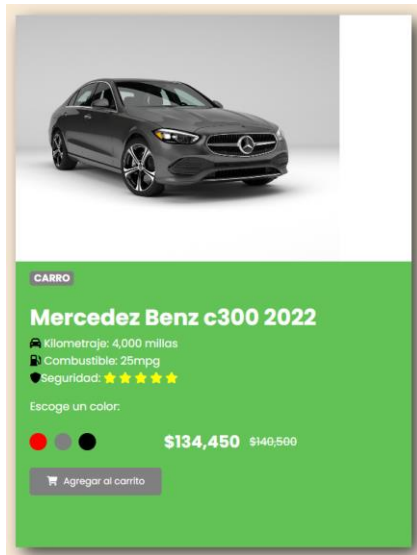 CARRO
Mercedez Benz c300 2022
Kilometraje: 4,000 millas
Combustible: 25mpg
Seguridad:
Escoge un color:
$134,450 $140,500
Agregar al carrito